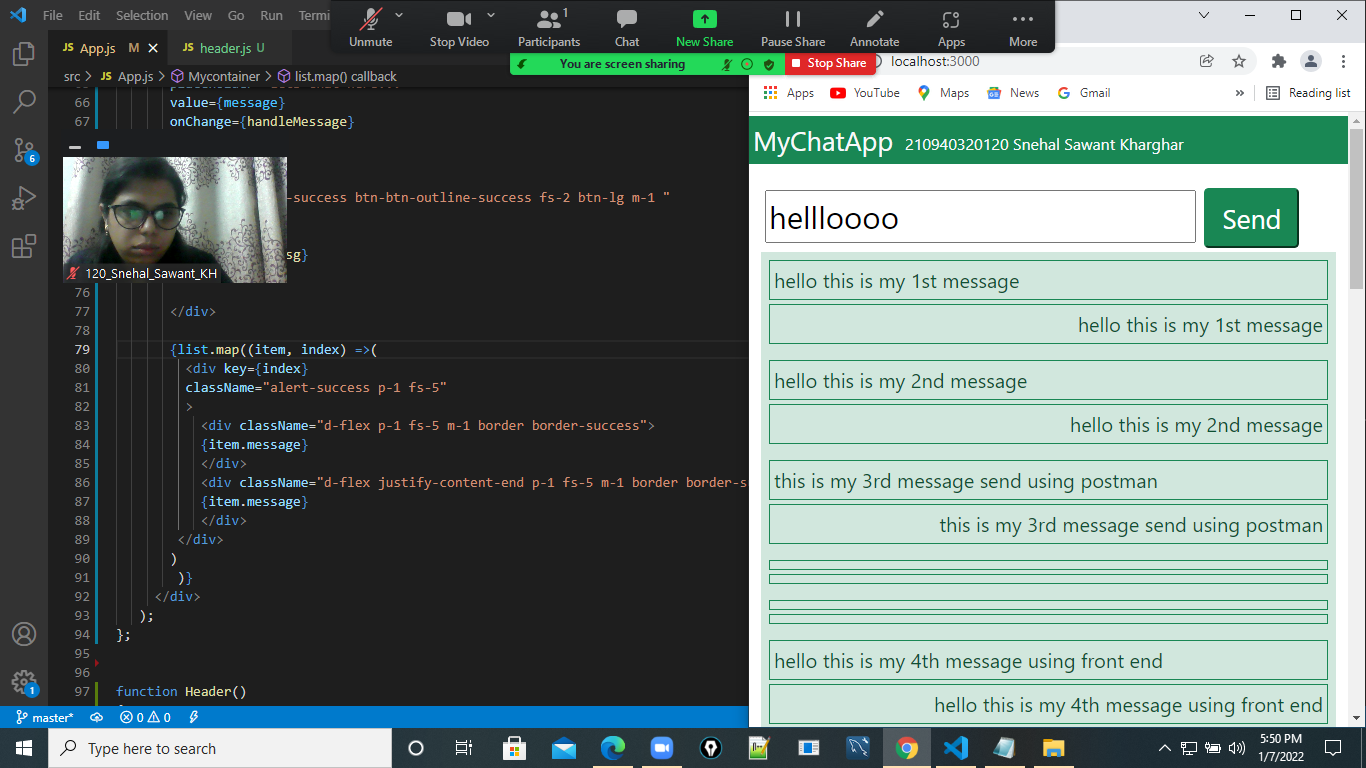 File Edit Selection View Go Run Termi
Unmute
Stop Video
1
Participants
Chat
New Share
Pause Share
Annotate
Apps
More
You are screen sharing
Stop Share
JS App.js M
JS header.js U
src > JS App.js > Mycontainer > list.map() callback
66 value={message}
67 onChange={handleMessage}
-success btn-btn-outline-success fs-2 btn-lg m-1 "
sg}
120_Snehal_Sawant_KH
76
77 </div>
78
79 {list.map((item, index) =>(
80 <div key={index}
81 className="alert-success p-1 fs-5"
82 >
83 <div className="d-flex p-1 fs-5 m-1 border border-success">
84 {item.message}
85 </div>
86 <div className="d-flex justify-content-end p-1 fs-5 m-1 border border-s
87 {item.message}
88 </div>
89 </div>
90 )
91 )}
92 </div>
93 );
94 };
95
96
97 function Header()
6
1
master* 0 0
localhost:3000
Apps YouTube Maps News Gmail » Reading list
MyChatApp 210940320120 Snehal Sawant Kharghar
hellloooo
Send
hello this is my 1st message
hello this is my 1st message
hello this is my 2nd message
hello this is my 2nd message
this is my 3rd message send using postman
this is my 3rd message send using postman
hello this is my 4th message using front end
hello this is my 4th message using front end
Type here to search
5:50 PM
1/7/2022